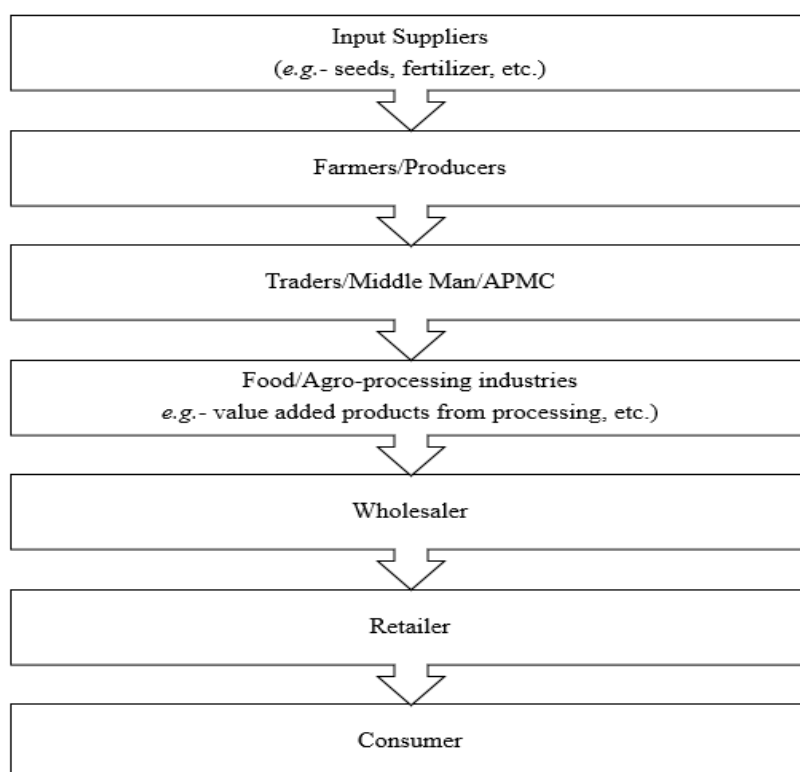 Input Suppliers
(e.g.- seeds, fertilizer, etc.)
Farmers/Producers
Traders/Middle Man/APMC
Food/Agro-processing industries
e.g.- value added products from processing, etc.)
Wholesaler
Retailer
Consumer